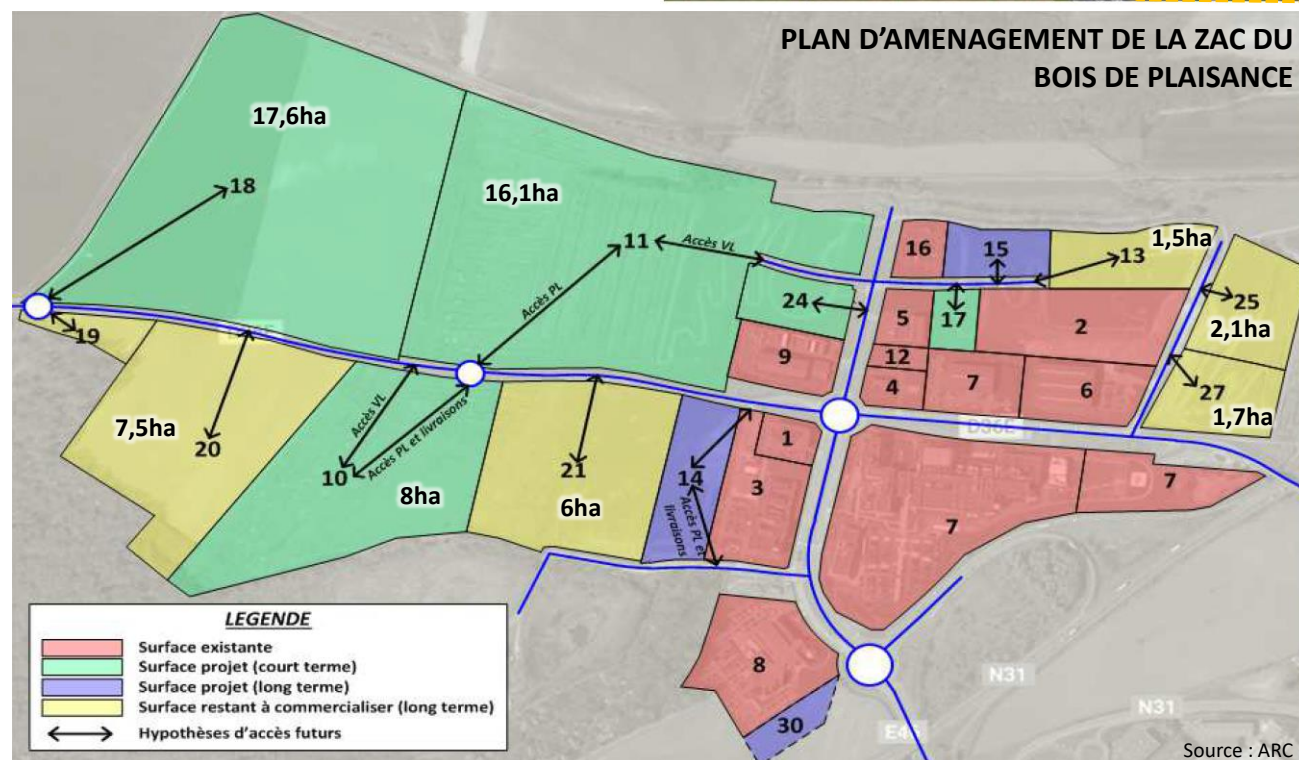 PLAN D'AMENAGEMENT DE LA ZAC DU
BOIS DE PLAISANCE
17,6ha
18
16,1ha
11
Accès VL
Accès PL
16
15
13
1,5ha
25
2,1ha
24
5
17
2
19
9
12
4
7
6
27
1,7ha
D36E
7,5ha
20
Accès VL
Accès PL et livraisons
10
8ha
21
6ha
14
Accès PL et
livraisons
1
3
7
7
8
30
N31
N31
LEGENDE
Surface existante
Surface projet (court terme)
Surface projet (long terme)
Surface restant à commercialiser (long terme)
Hypothèses d'accès futurs
Source : ARC